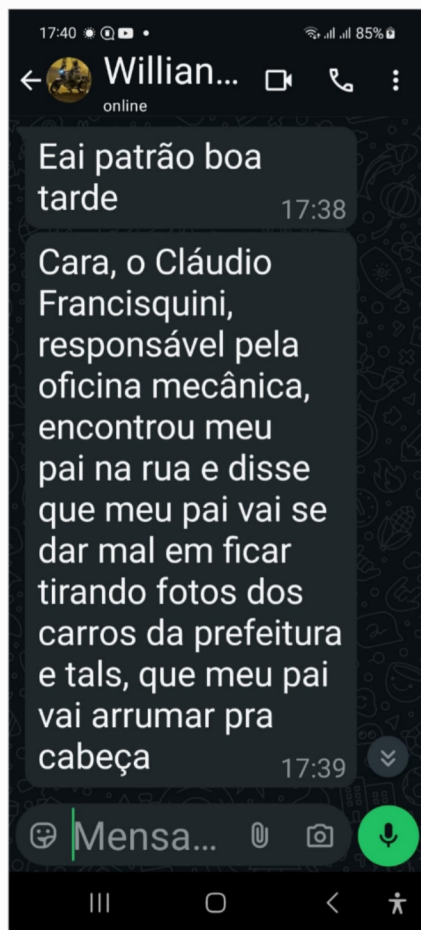 17:40 85%
Willian...
online
Eai patrão boa
tarde
17:38
Cara, o Cláudio
Francisquini,
responsável pela
oficina mecânica,
encontrou meu
pai na rua e disse
que meu pai vai se
dar mal em ficar
tirando fotos dos
carros da prefeitura
e tals, que meu pai
vai arrumar pra
cabeça
17:39
Mensa...